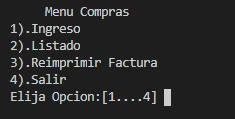 Menu Compras
1).Ingreso
2).Listado
3).Reimprimir Factura
4).Salir
Elija Opcion:[1....4]